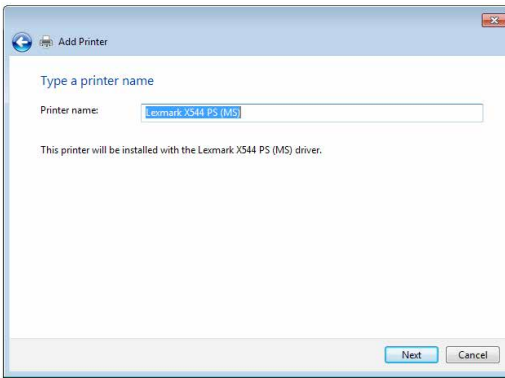 Add Printer
Type a printer name
Printer name: Lexmark X544 PS (MS)
This printer will be installed with the Lexmark X544 PS (MS) driver.
Next Cancel